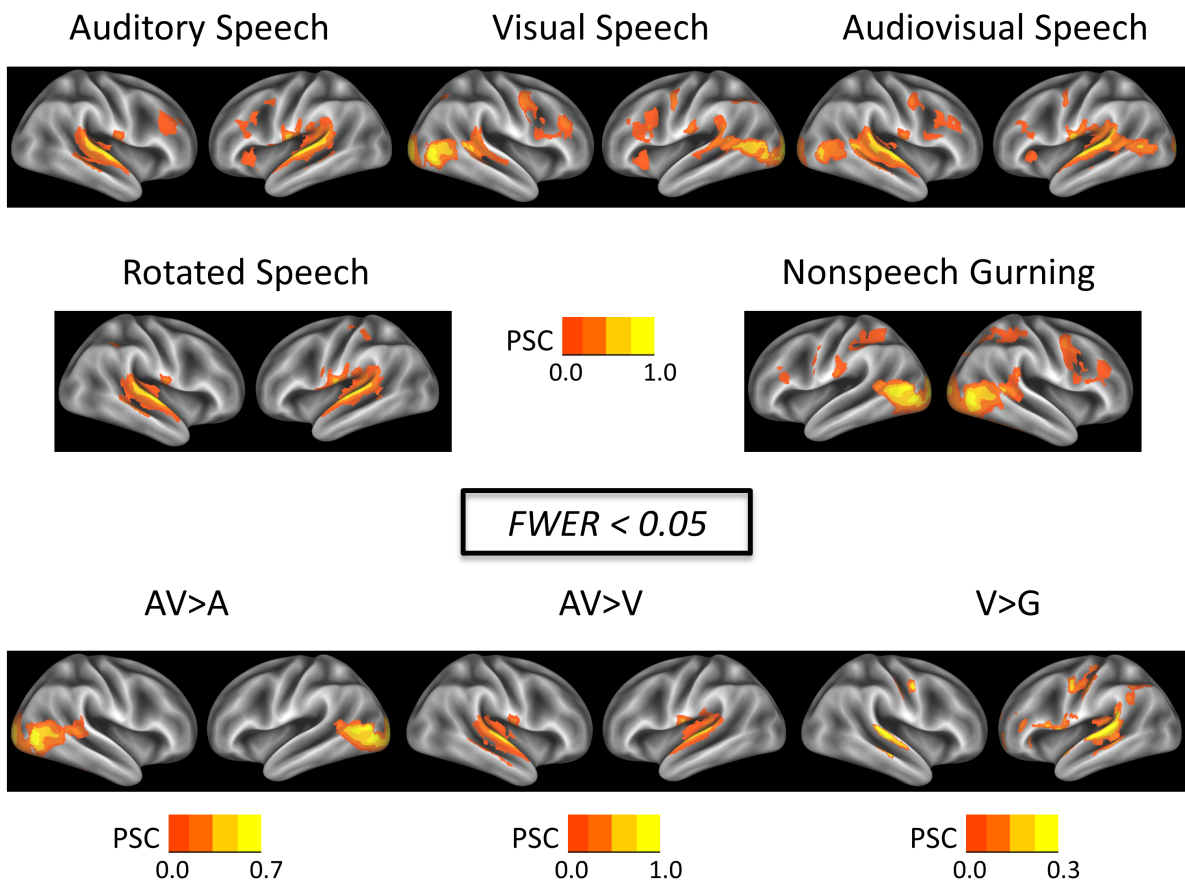 Auditory Speech Visual Speech Audiovisual Speech
Rotated Speech Nonspeech Gurning
PSC
0.0 1.0
FWER < 0.05
AV>A AV>V V>G
PSC PSC PSC
0.0 0.7 0.0 1.0 0.0 0.3